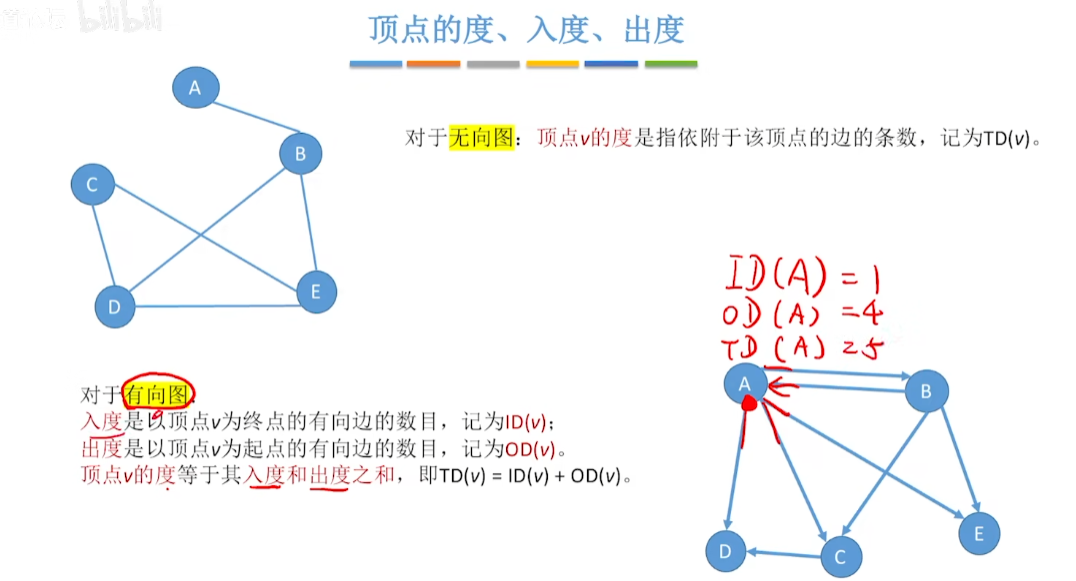 bilibili
顶点的度、入度、出度
A
B
C
D
E
对于无向图：顶点v的度是指依附于该顶点的边的条数，记为TD(v)。
ID(A)=1
OD(A)=4
TD(A)=5
对于有向图：
入度是以顶点v为终点的有向边的数目，记为ID(v)；
出度是以顶点v为起点的有向边的数目，记为OD(v)。
顶点v的度等于其入度和出度之和，即TD(v) = ID(v) + OD(v)。
A
B
E
D
C